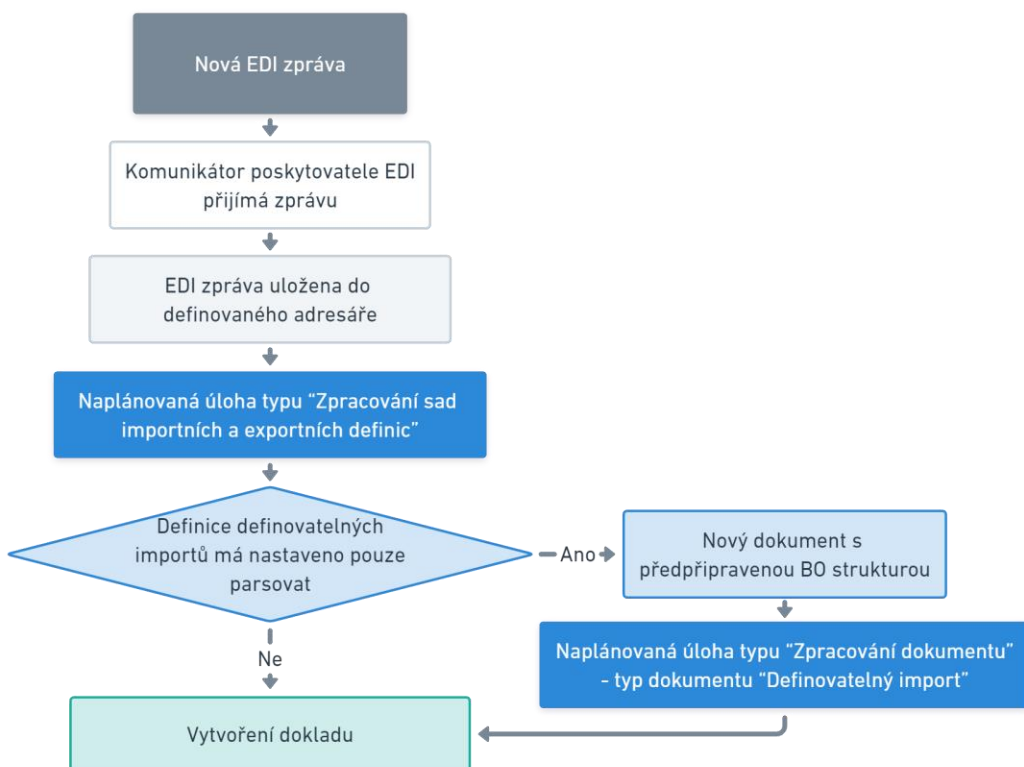 Nová EDI zpráva
Komunikátor poskytovatele EDI
přijímá zprávu
EDI zpráva uložena do
definovaného adresáře
Naplánovaná úloha typu “Zpracování sad
importních a exportních definic”
Definice definovatelných
importů má nastaveno pouze
parsovat
Ano
Nový dokument s
předpřipravenou BO strukturou
Naplánovaná úloha typu “Zpracování dokumentu”
- typ dokumentu “Definovatelný import”
Ne
Vytvoření dokladu